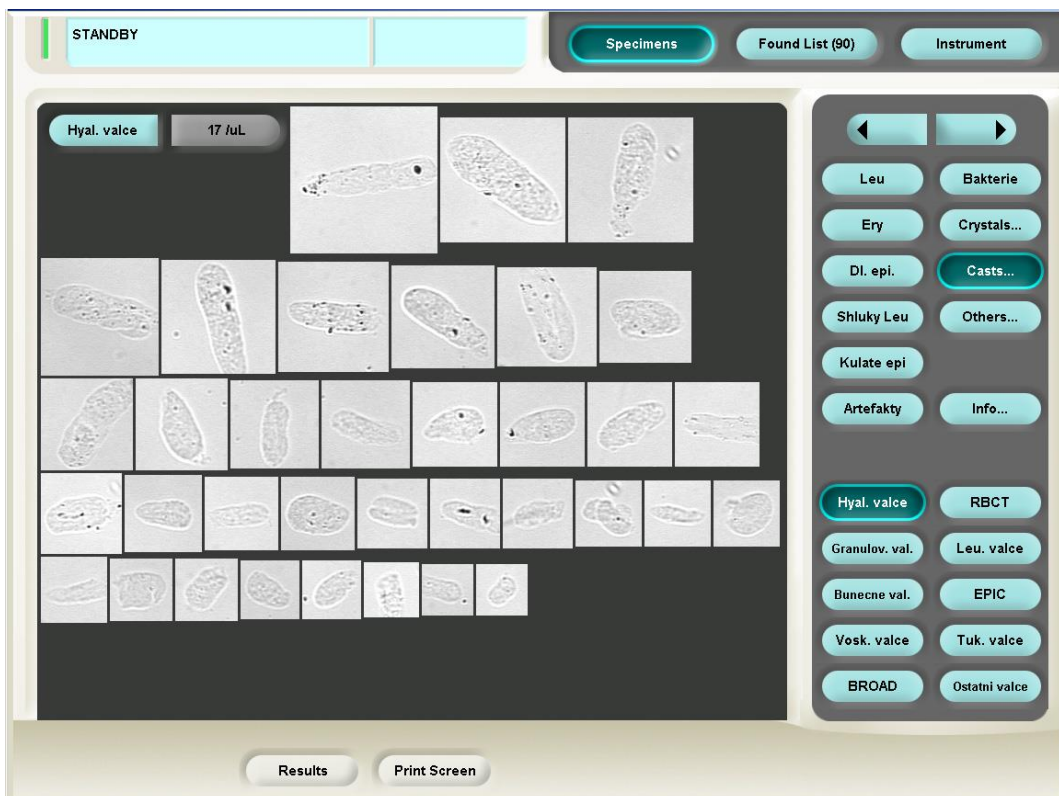 STANDBY
Specimens
Found List (90)
Instrument
Hyal. valce
17 /uL
Leu
Bakterie
Ery
Crystals...
Dl. epi.
Casts...
Shluky Leu
Others...
Kulate epi
Artefakty
Info...
Hyal. valce
RBCT
Granulov. val.
Leu. valce
Bunecne val.
EPIC
Vosk. valce
Tuk. valce
BROAD
Ostatni valce
Results
Print Screen